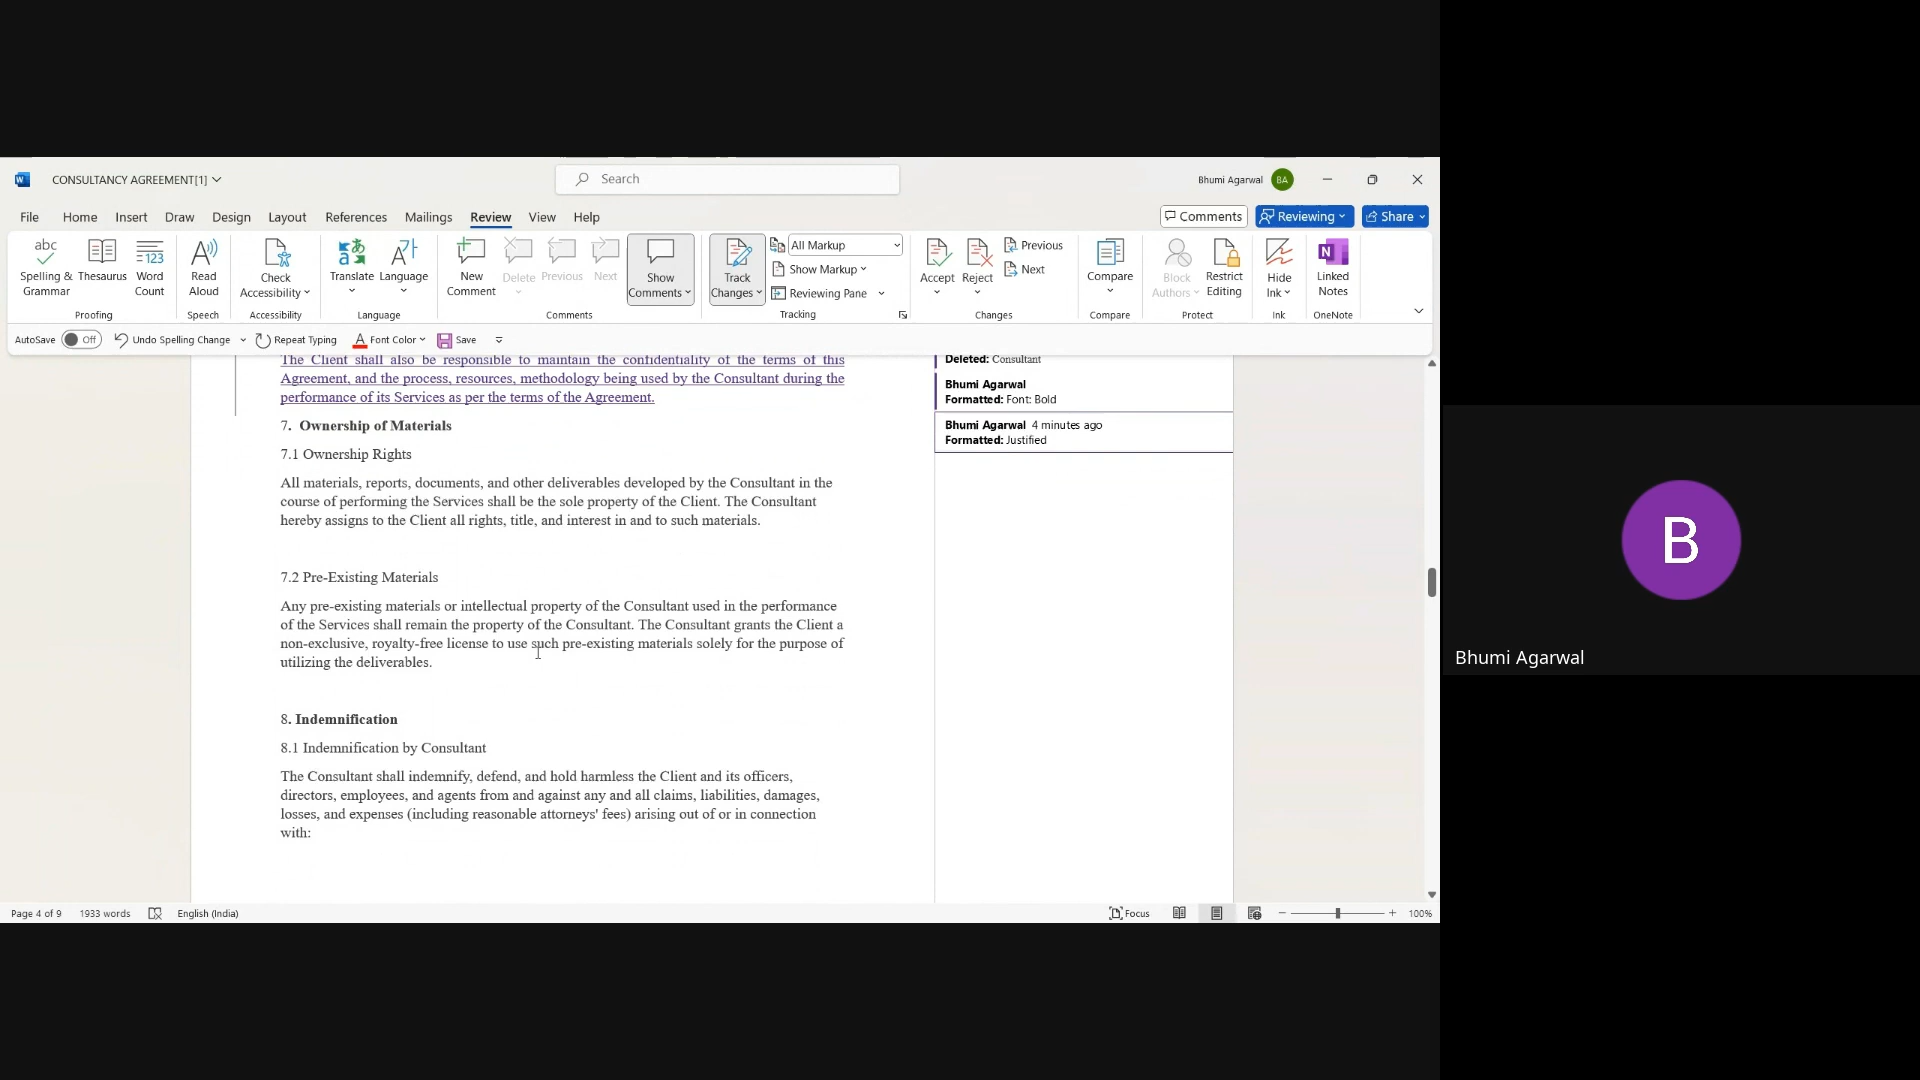 CONSULTANCY AGREEMENT[1]
Search
Bhumi Agarwal BA
File Home Insert Draw Design Layout References Mailings Review View Help
Comments Reviewing Share
abc
Spelling & Grammar
Thesaurus
123
Word Count
Read Aloud
Check Accessibility
Translate
Language
New Comment
Delete
Previous
Next
Show Comments
Track Changes
All Markup
Show Markup
Reviewing Pane
Accept
Reject
Previous
Next
Compare
Block Authors
Restrict Editing
Hide Ink
Linked Notes
Proofing Speech Accessibility Language Comments Tracking Changes Compare Protect Ink OneNote
AutoSave Off Undo Spelling Change Repeat Typing Font Color Save
The Client shall also be responsible to maintain the confidentiality of the terms of this
Agreement, and the process, resources, methodology being used by the Consultant during the
performance of its Services as per the terms of the Agreement.
7. Ownership of Materials
7.1 Ownership Rights
All materials, reports, documents, and other deliverables developed by the Consultant in the
course of performing the Services shall be the sole property of the Client. The Consultant
hereby assigns to the Client all rights, title, and interest in and to such materials.
7.2 Pre-Existing Materials
Any pre-existing materials or intellectual property of the Consultant used in the performance
of the Services shall remain the property of the Consultant. The Consultant grants the Client a
non-exclusive, royalty-free license to use such pre-existing materials solely for the purpose of
utilizing the deliverables.
8. Indemnification
8.1 Indemnification by Consultant
The Consultant shall indemnify, defend, and hold harmless the Client and its officers,
directors, employees, and agents from and against any and all claims, liabilities, damages,
losses, and expenses (including reasonable attorneys' fees) arising out of or in connection
with:
Deleted: Consultant
Bhumi Agarwal
Formatted: Font: Bold
Bhumi Agarwal 4 minutes ago
Formatted: Justified
Page 4 of 9 1933 words English (India)
Focus
100%
B
Bhumi Agarwal